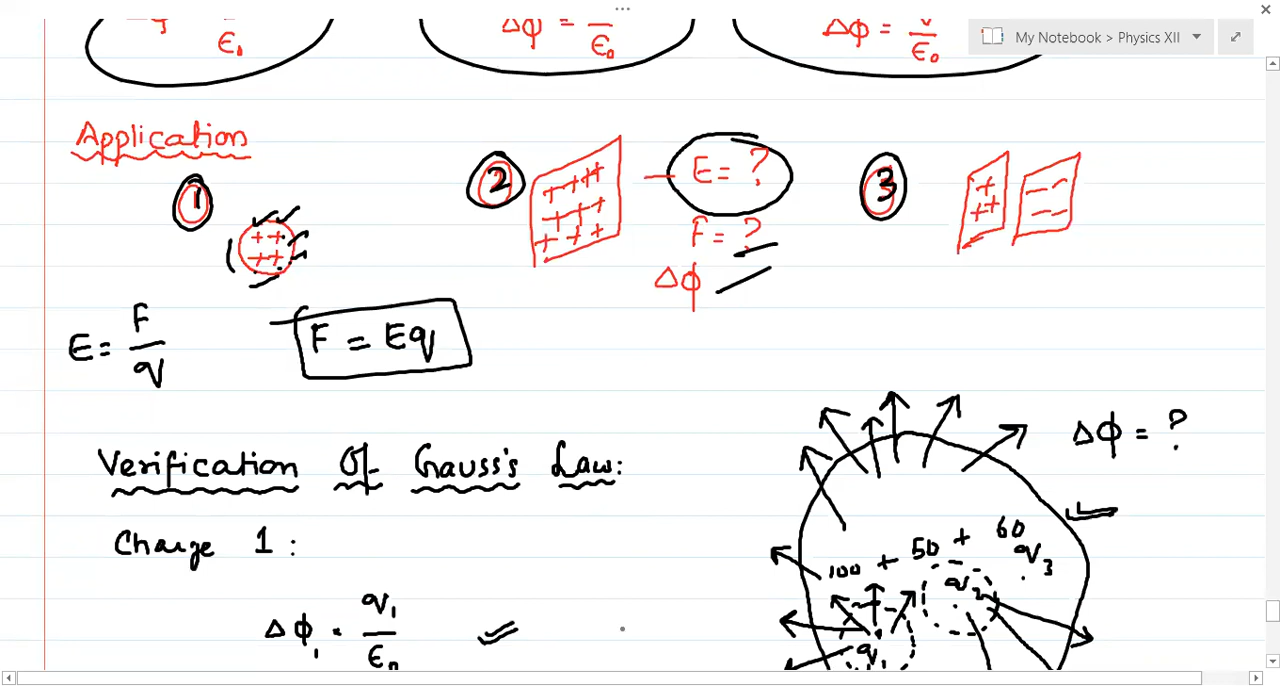 ...
My Notebook > Physics XII
ε₀
Δϕ = ε₀
Δϕ = ε₀
Application
1
+ +
+ +
2
+ + + +
+ + +
+ + +
E = ?
F = ?
Δϕ
3
+ +
+ +
- -
- -
E = F/q
F = Eq
Δϕ = ?
Verification Of Gauss's Law:
Charge 1:
100 + 50 + 60
q₃
q₂
q₁
Δϕ₁ = q₁/ε₀